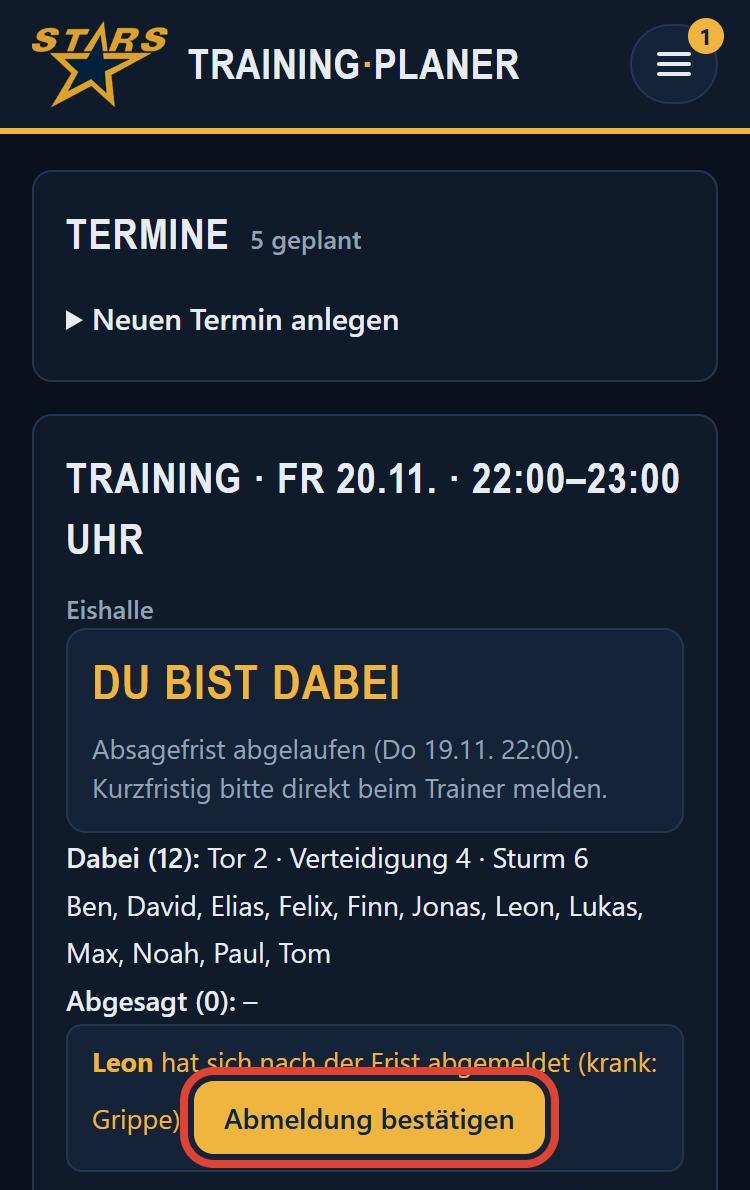 STARS
TRAINING·PLANER
1
TERMINE 5 geplant
▶ Neuen Termin anlegen
TRAINING · FR 20.11. · 22:00–23:00
UHR
Eishalle
DU BIST DABEI
Absagefrist abgelaufen (Do 19.11. 22:00).
Kurzfristig bitte direkt beim Trainer melden.
Dabei (12): Tor 2 · Verteidigung 4 · Sturm 6
Ben, David, Elias, Felix, Finn, Jonas, Leon, Lukas,
Max, Noah, Paul, Tom
Abgesagt (0): –
Leon hat sich nach der Frist abgemeldet (krank:
Grippe) Abmeldung bestätigen